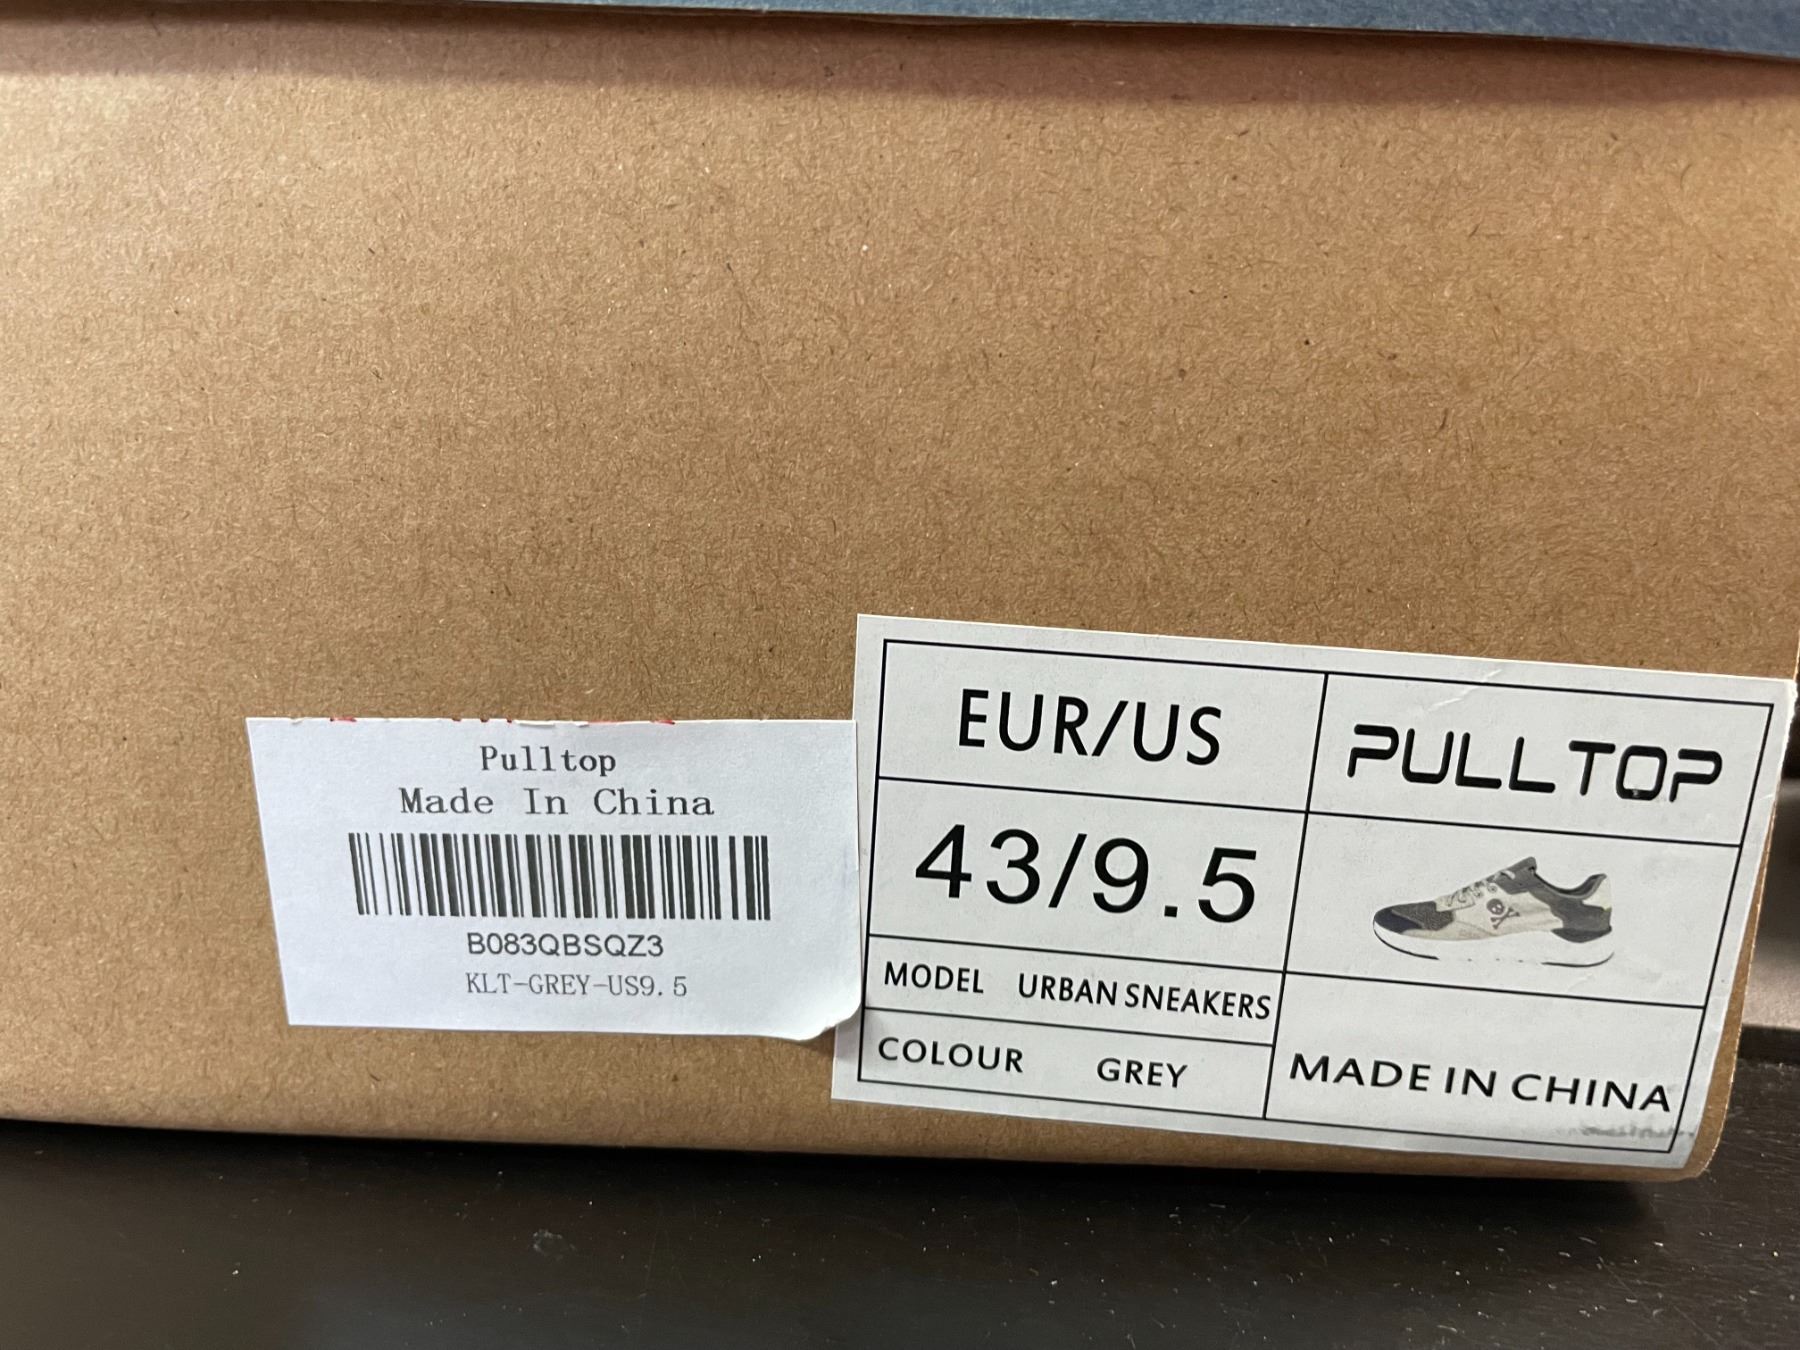 Pulltop
Made In China
B083QBSQZ3
KLT-GREY-US9.5
EUR/US
PULLTOP
43/9.5
MODEL URBAN SNEAKERS
COLOUR GREY
MADE IN CHINA